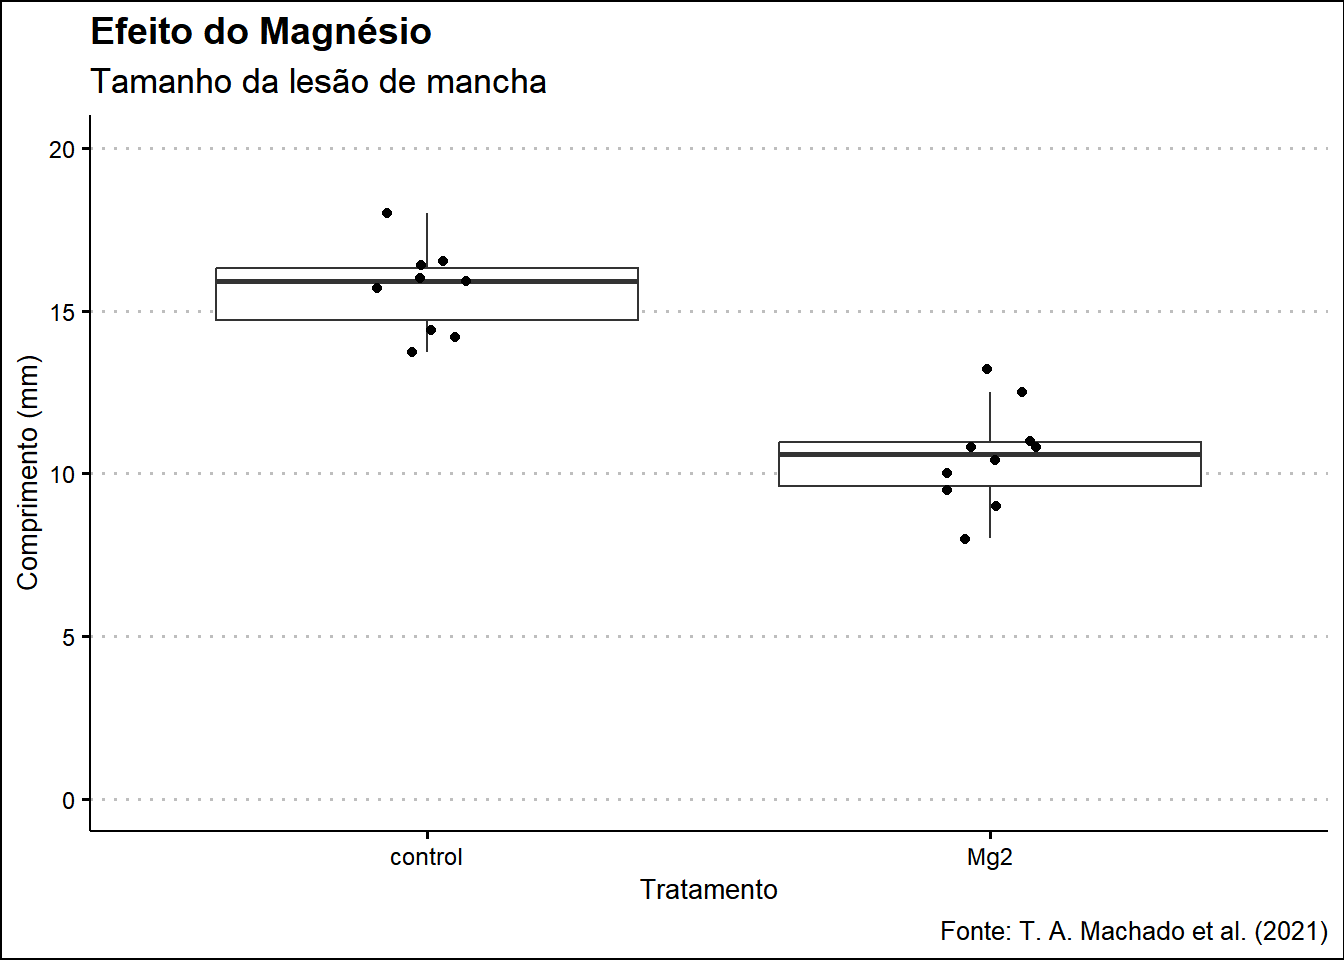 Efeito do Magnésio
Tamanho da lesão de mancha
Comprimento (mm)
20
15
10
5
0
control
Mg2
Tratamento
Fonte: T. A. Machado et al. (2021)